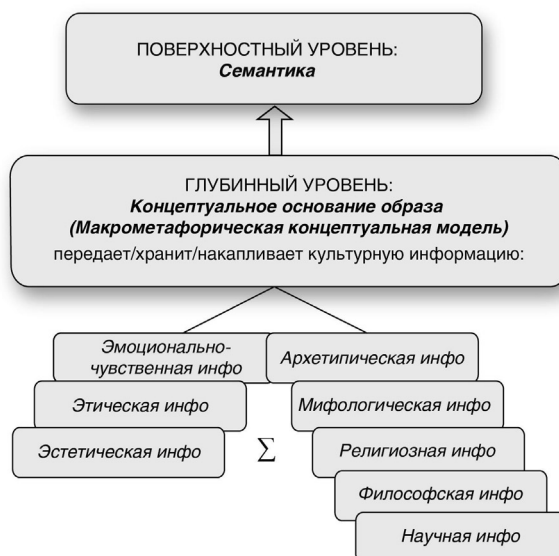 ПОВЕРХНОСТНЫЙ УРОВЕНЬ:
Семантика
ГЛУБИННЫЙ УРОВЕНЬ:
Концептуальное основание образа
(Макрометафорическая концептуальная модель)
передает/хранит/накапливает культурную информацию:
Эмоционально-
чувственная инфо
Этическая инфо
Эстетическая инфо
Σ
Архетипическая инфо
Мифологическая инфо
Религиозная инфо
Философская инфо
Научная инфо